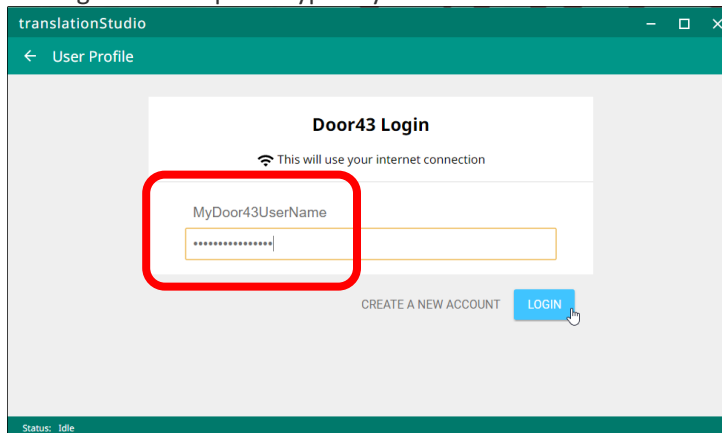 translationStudio
User Profile
Door43 Login
This will use your internet connection
MyDoor43UserName
••••••••••••••••
CREATE A NEW ACCOUNT LOGIN
Status: Idle